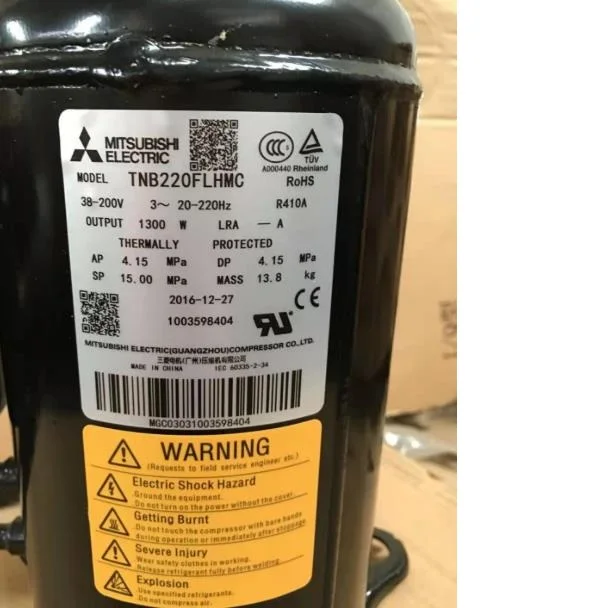 MITSUBISHI
ELECTRIC
CCC
TÜV
A000440 Rheinland
MODEL TNB220FLHMC RoHS
38-200V 3~ 20-220Hz R410A
OUTPUT 1300 W LRA — A
THERMALLY PROTECTED
AP 4.15 MPa DP 4.15 MPa
SP 15.00 MPa MASS 13.8 kg
2016-12-27 CE
1003598404
MITSUBISHI ELECTRIC(GUANGZHOU)COMPRESSOR CO.,LTD.
三菱电机(广州)压缩机有限公司
MADE IN CHINA IEC 60335-2-34
MGC03031003598404
WARNING
(Requests to field service engineer etc.)
Electric Shock Hazard
Ground the equipment.
Do not turn on the power without the cover.
Getting Burnt
Do not touch the compressor with bare hands
during operation or immediately after stoppage.
Severe Injury
Wear safety clothes in working.
Release refrigerant fully before welding.
Explosion
Use specified refrigerants.
Do not compress air.